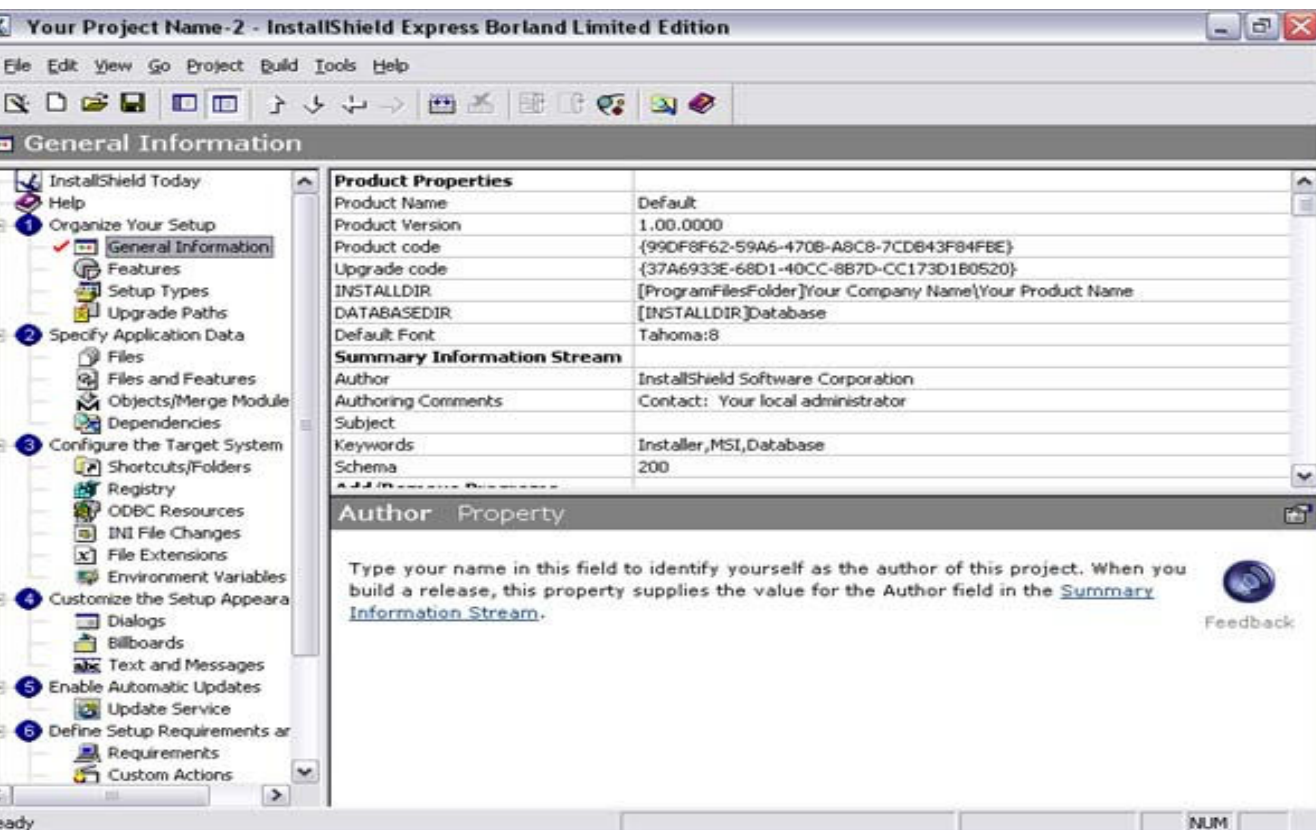 Your Project Name-2 - InstallShield Express Borland Limited Edition
File Edit View Go Project Build Tools Help
General Information
InstallShield Today
Help
1 Organize Your Setup
General Information
Features
Setup Types
Upgrade Paths
2 Specify Application Data
Files
Files and Features
Objects/Merge Module
Dependencies
3 Configure the Target System
Shortcuts/Folders
Registry
ODBC Resources
INI File Changes
File Extensions
Environment Variables
4 Customize the Setup Appeara
Dialogs
Billboards
Text and Messages
5 Enable Automatic Updates
Update Service
6 Define Setup Requirements ar
Requirements
Custom Actions
Product Properties
Product Name Default
Product Version 1.00.0000
Product code {99DF8F62-59A6-470B-A8C8-7CDB43F84FBE}
Upgrade code {37A6933E-68D1-40CC-8B7D-CC173D1B0520}
INSTALLDIR [ProgramFilesFolder]Your Company Name\Your Product Name
DATABASEDIR [INSTALLDIR]Database
Default Font Tahoma:8
Summary Information Stream
Author InstallShield Software Corporation
Authoring Comments Contact: Your local administrator
Subject
Keywords Installer,MSI,Database
Schema 200
Author Property
Type your name in this field to identify yourself as the author of this project. When you
build a release, this property supplies the value for the Author field in the Summary
Information Stream.
Feedback
eady
NUM